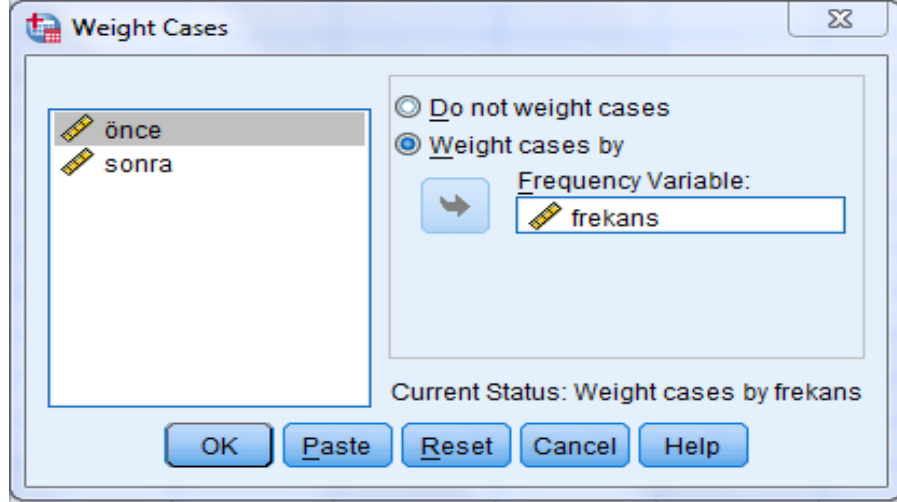 Weight Cases
önce
sonra
Do not weight cases
Weight cases by
Frequency Variable:
frekans
Current Status: Weight cases by frekans
OK Paste Reset Cancel Help